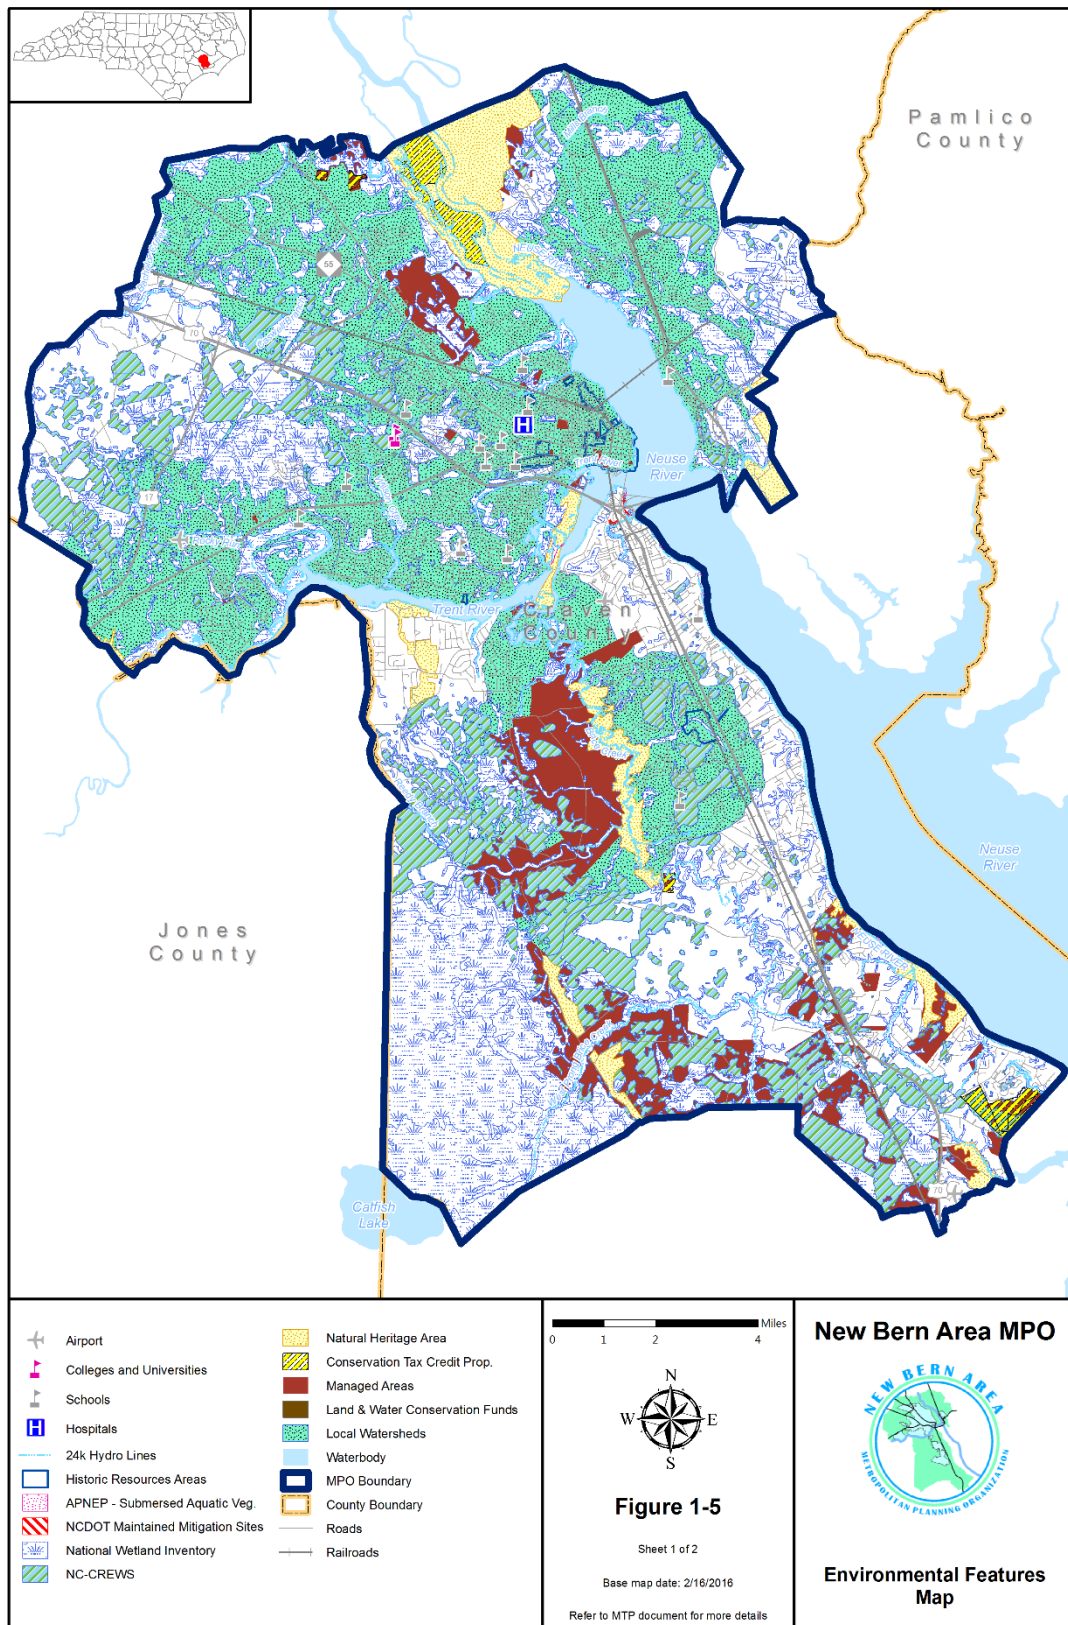 Pamlico
County
55
70
Neuse
River
17
Trent River
Craven
County
Neuse
River
Jones
County
70
Catfish
Lake
Airport
Colleges and Universities
Schools
H
Hospitals
24k Hydro Lines
Historic Resources Areas
APNEP - Submersed Aquatic Veg.
NCDOT Maintained Mitigation Sites
National Wetland Inventory
NC-CREWS
Natural Heritage Area
Conservation Tax Credit Prop.
Managed Areas
Land & Water Conservation Funds
Local Watersheds
Waterbody
MPO Boundary
County Boundary
Roads
Railroads
Miles
0 1 2 4
N
W E
S
Figure 1-5
Sheet 1 of 2
Base map date: 2/16/2016
Refer to MTP document for more details
New Bern Area MPO
NEW BERN AREA
METROPOLITAN PLANNING ORGANIZATION
Environmental Features
Map